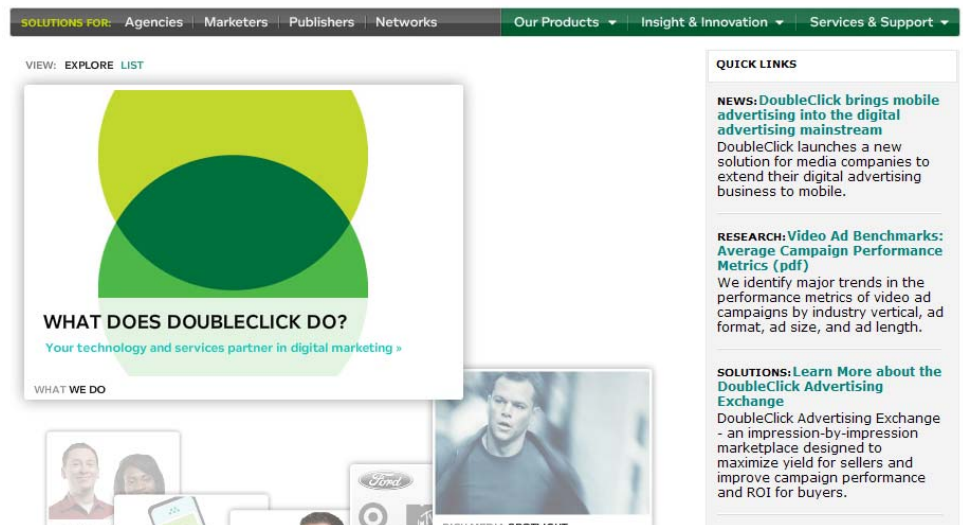 SOLUTIONS FOR: Agencies Marketers Publishers Networks Our Products Insight & Innovation Services & Support
VIEW: EXPLORE LIST
WHAT DOES DOUBLECLICK DO?
Your technology and services partner in digital marketing »
WHAT WE DO
Ford
MTV
QUICK LINKS
NEWS: DoubleClick brings mobile
advertising into the digital
advertising mainstream
DoubleClick launches a new
solution for media companies to
extend their digital advertising
business to mobile.
RESEARCH: Video Ad Benchmarks:
Average Campaign Performance
Metrics (pdf)
We identify major trends in the
performance metrics of video ad
campaigns by industry vertical, ad
format, ad size, and ad length.
SOLUTIONS: Learn More about the
DoubleClick Advertising
Exchange
DoubleClick Advertising Exchange
- an impression-by-impression
marketplace designed to
maximize yield for sellers and
improve campaign performance
and ROI for buyers.